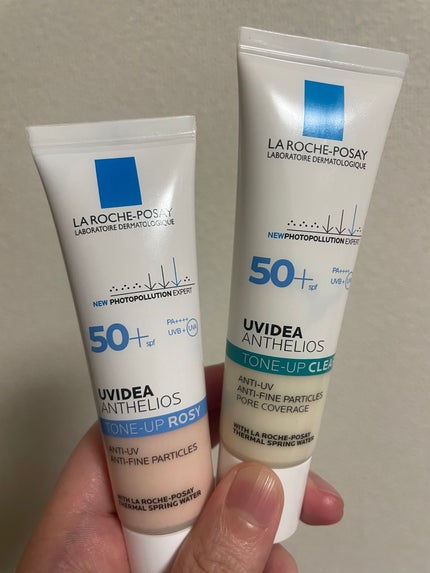 LA ROCHE-POSAY
LABORATOIRE DERMATOLOGIQUE
NEW PHOTOPOLLUTION EXPERT
50+ spf
PA++++
UVB+ UVA
UVIDEA
ANTHELIOS
TONE-UP ROSY
ANTI-UV
ANTI-FINE PARTICLES
WITH LA ROCHE-POSAY
THERMAL SPRING WATER
LA ROCHE-POSAY
LABORATOIRE DERMATOLOGIQUE
NEW PHOTOPOLLUTION EXPERT
50+ spf
PA++++
UVB+
UVIDEA
ANTHELIOS
TONE-UP CLEA
ANTI-UV
ANTI-FINE PARTICLES
PORE COVERAGE
WITH LA ROCHE-POSAY
THERMAL SPRING WATER